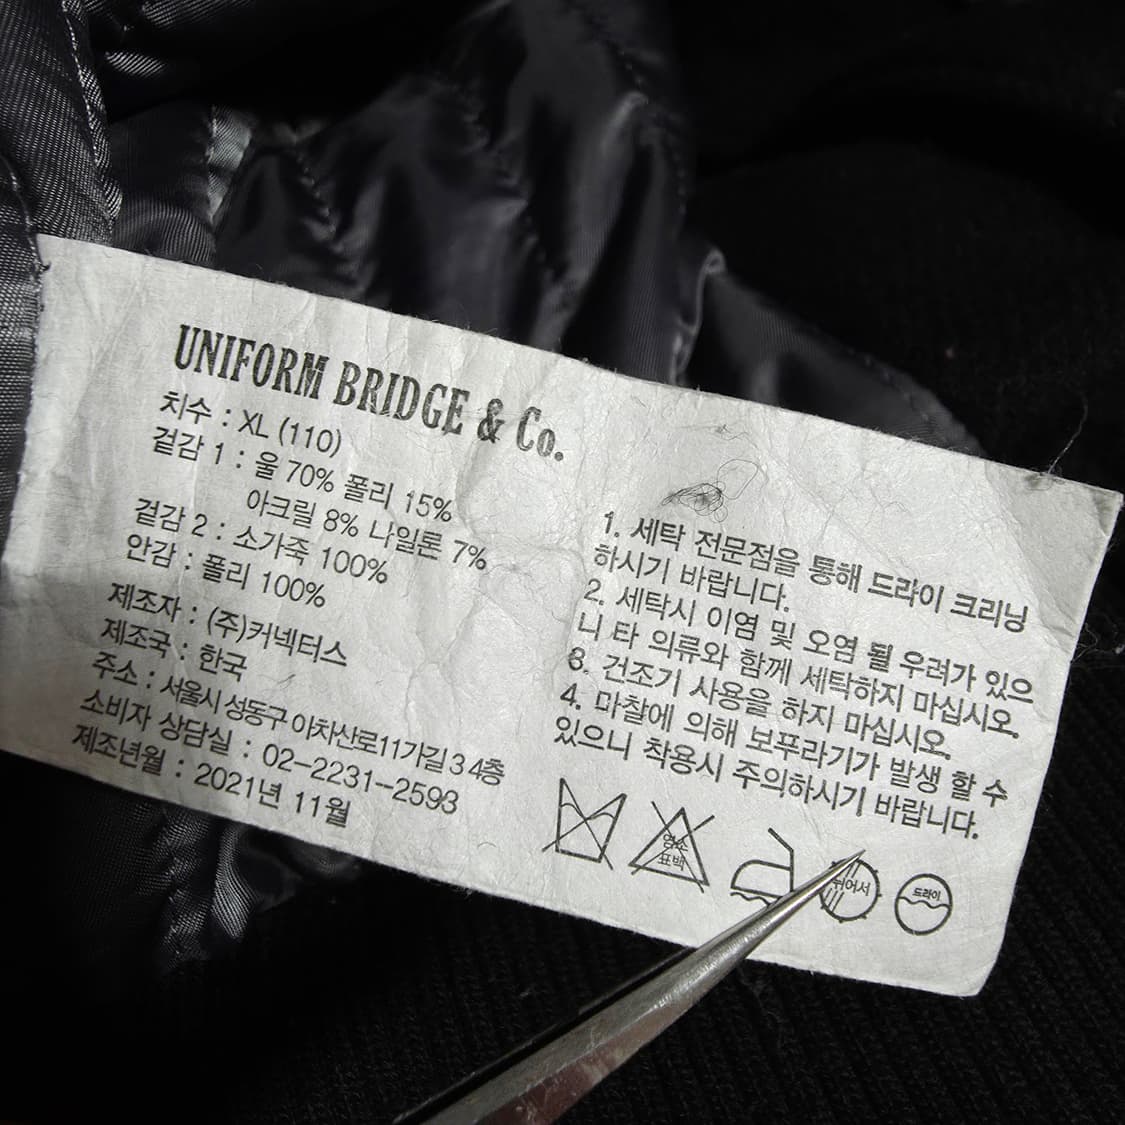 UNIFORM BRIDGE & Co.
치수 : XL (110)
겉감 1 : 울 70% 폴리 15%
아크릴 8% 나일론 7%
겉감 2 : 소가죽 100%
안감 : 폴리 100%
제조자 : (주)커넥터스
제조국 : 한국
주소 : 서울시 성동구 아차산로11가길 3 4층
소비자 상담실 : 02-2231--2593
제조년월 : 2021년 11월
1. 세탁 전문점을 통해 드라이 크리닝
하시기 바랍니다.
2. 세탁시 이염 및 오염 될 우려가 있으
니 타 의류와 함께 세탁하지 마십시오.
3. 건조기 사용을 하지 마십시오.
4. 마찰에 의해 보푸라기가 발생 할 수
있으니 착용시 주의하시기 바랍니다.
염소
표백
뉘어서
드라이